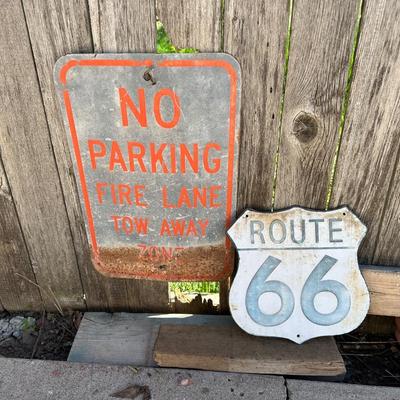 NO
PARKING
FIRE LANE
TOW AWAY
ZONE
ROUTE
66